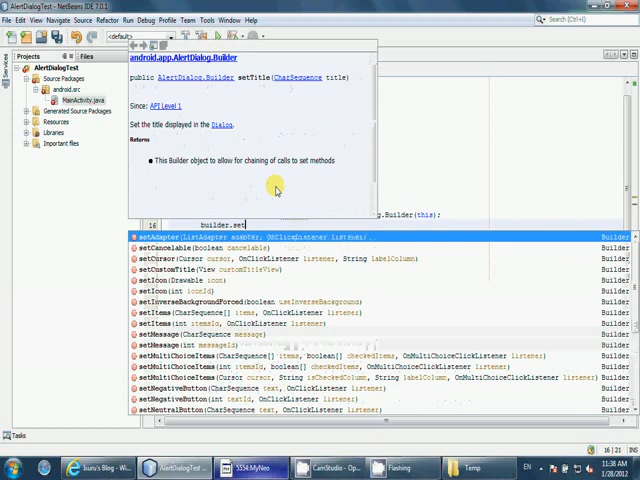 AlertDialogTest - NetBeans IDE 7.0.1
File Edit View Navigate Source Refactor Run Debug Profile Team Tools Window Help
Search (Ctrl+I)
<default>
Projects
Files
Services
AlertDialogTest
Source Packages
android.src
MainActivity.java
Generated Source Packages
Resources
Libraries
Important files
android.app.AlertDialog.Builder
public AlertDialog.Builder setTitle(CharSequence title)
Since: API Level 1
Set the title displayed in the Dialog.
Returns
This Builder object to allow for chaining of calls to set methods
g.Builder(this);
16 builder.set
setAdapter(ListAdapter adapter, OnClickListener listener) Builder
setCancelable(boolean cancelable) Builder
setCursor(Cursor cursor, OnClickListener listener, String labelColumn) Builder
setCustomTitle(View customTitleView) Builder
setIcon(Drawable icon) Builder
setIcon(int iconId) Builder
setInverseBackgroundForced(boolean useInverseBackground) Builder
setItems(CharSequence[] items, OnClickListener listener) Builder
setItems(int itemsId, OnClickListener listener) Builder
setMessage(CharSequence message) Builder
setMessage(int messageId) Builder
setMultiChoiceItems(CharSequence[] items, boolean[] checkedItems, OnMultiChoiceClickListener listener) Builder
setMultiChoiceItems(int itemsId, boolean[] checkedItems, OnMultiChoiceClickListener listener) Builder
setMultiChoiceItems(Cursor cursor, String isCheckedColumn, String labelColumn, OnMultiChoiceClickListener listener) Builder
setNegativeButton(CharSequence text, OnClickListener listener) Builder
setNegativeButton(int textId, OnClickListener listener) Builder
setNeutralButton(CharSequence text, OnClickListener listener) Builder
Tasks
16 | 21 INS
Isuru's Blog - Wi...
AlertDialogTest ...
5554:MyNeo
CamStudio - Op...
Flashing
Temp
EN
11:38 AM
1/28/2012